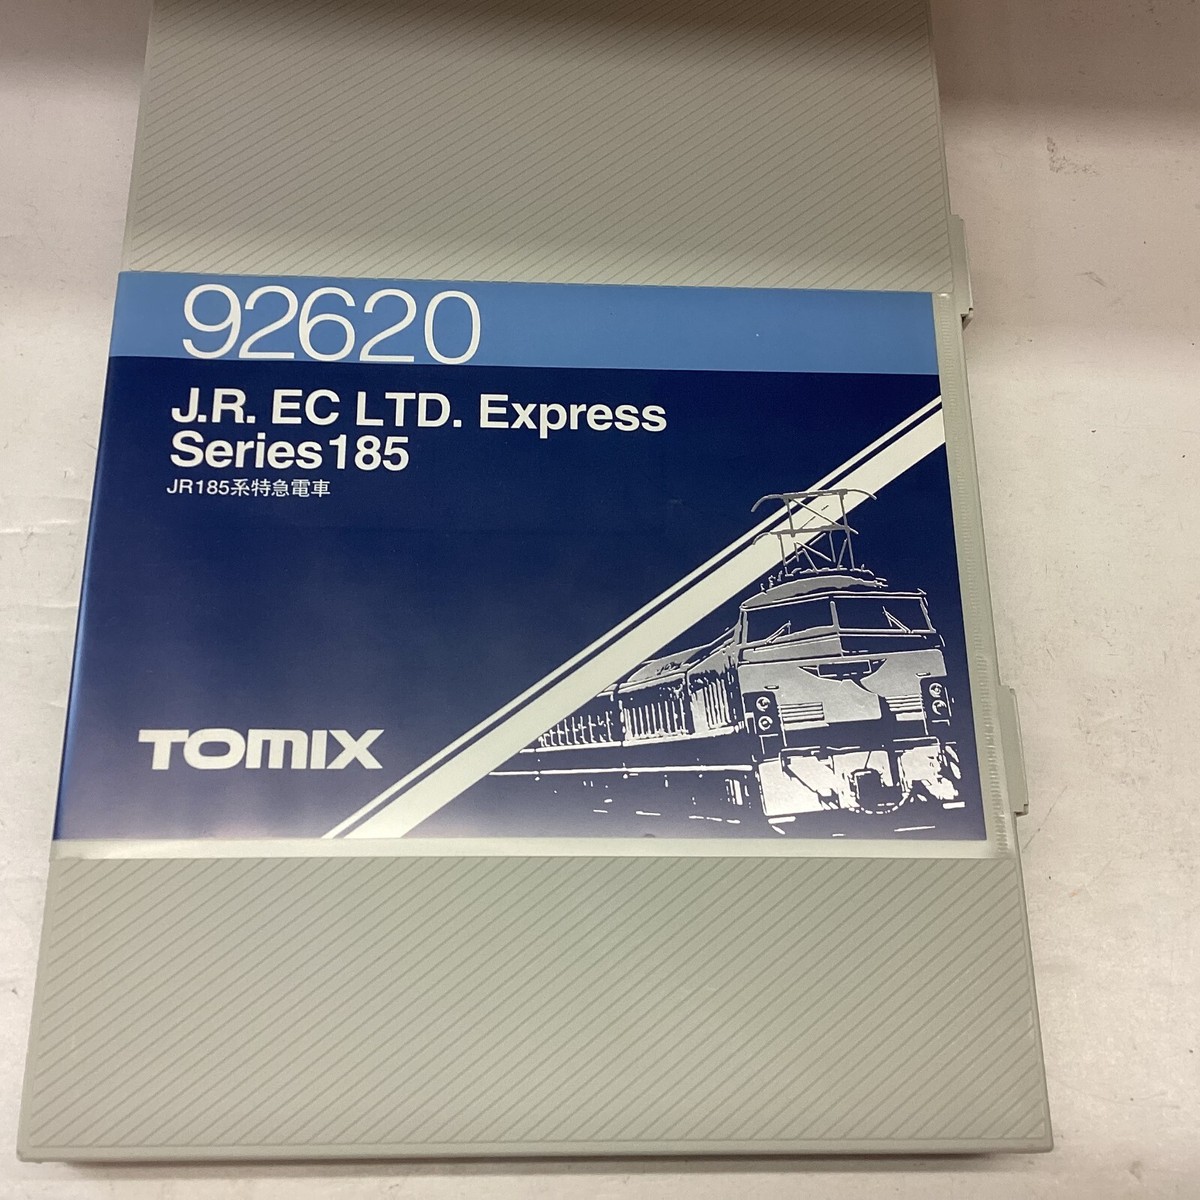 92620
J.R. EC LTD. Express
Series185
JR185系特急電車
TOMIX